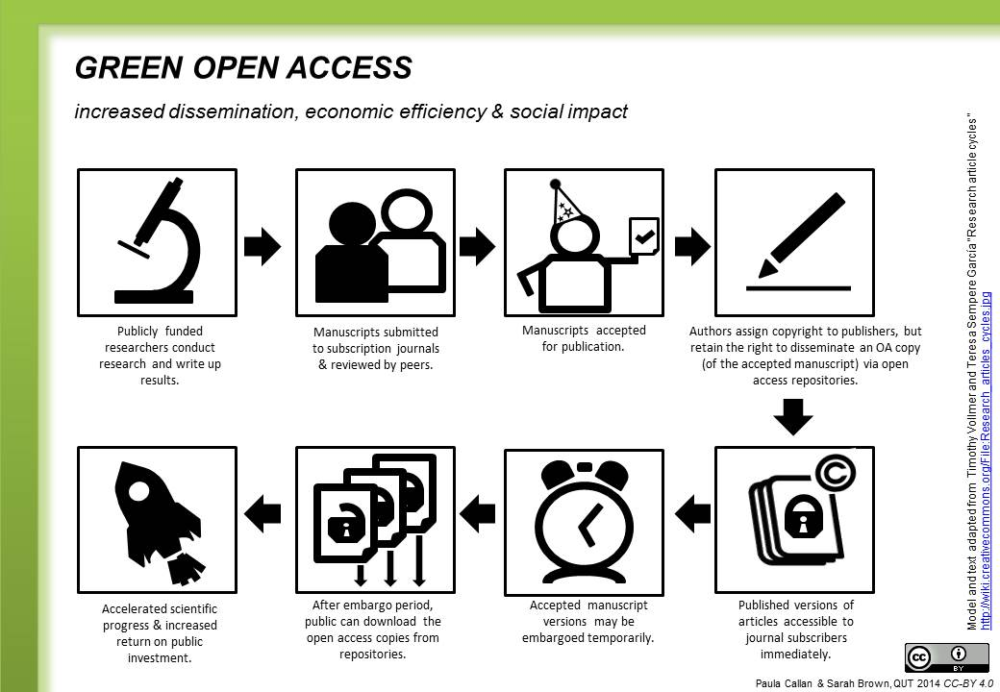 GREEN OPEN ACCESS
increased dissemination, economic efficiency & social impact
Publicly funded
researchers conduct
research and write up
results.
Manuscripts submitted
to subscription journals
& reviewed by peers.
Manuscripts accepted
for publication.
Authors assign copyright to publishers, but
retain the right to disseminate an OA copy
(of the accepted manuscript) via open
access repositories.
Accelerated scientific
progress & increased
return on public
investment.
After embargo period,
public can download the
open access copies from
repositories.
Accepted manuscript
versions may be
embargoed temporarily.
©
Published versions of
articles accessible to
journal subscribers
immediately.
Model and text adapted from Timothy Vollmer and Teresa Sempere García "Research article cycles"
http://wiki.creativecommons.org/File:Research_articles_cycles.jpg
cc
BY
Paula Callan & Sarah Brown, QUT 2014 CC-BY 4.0